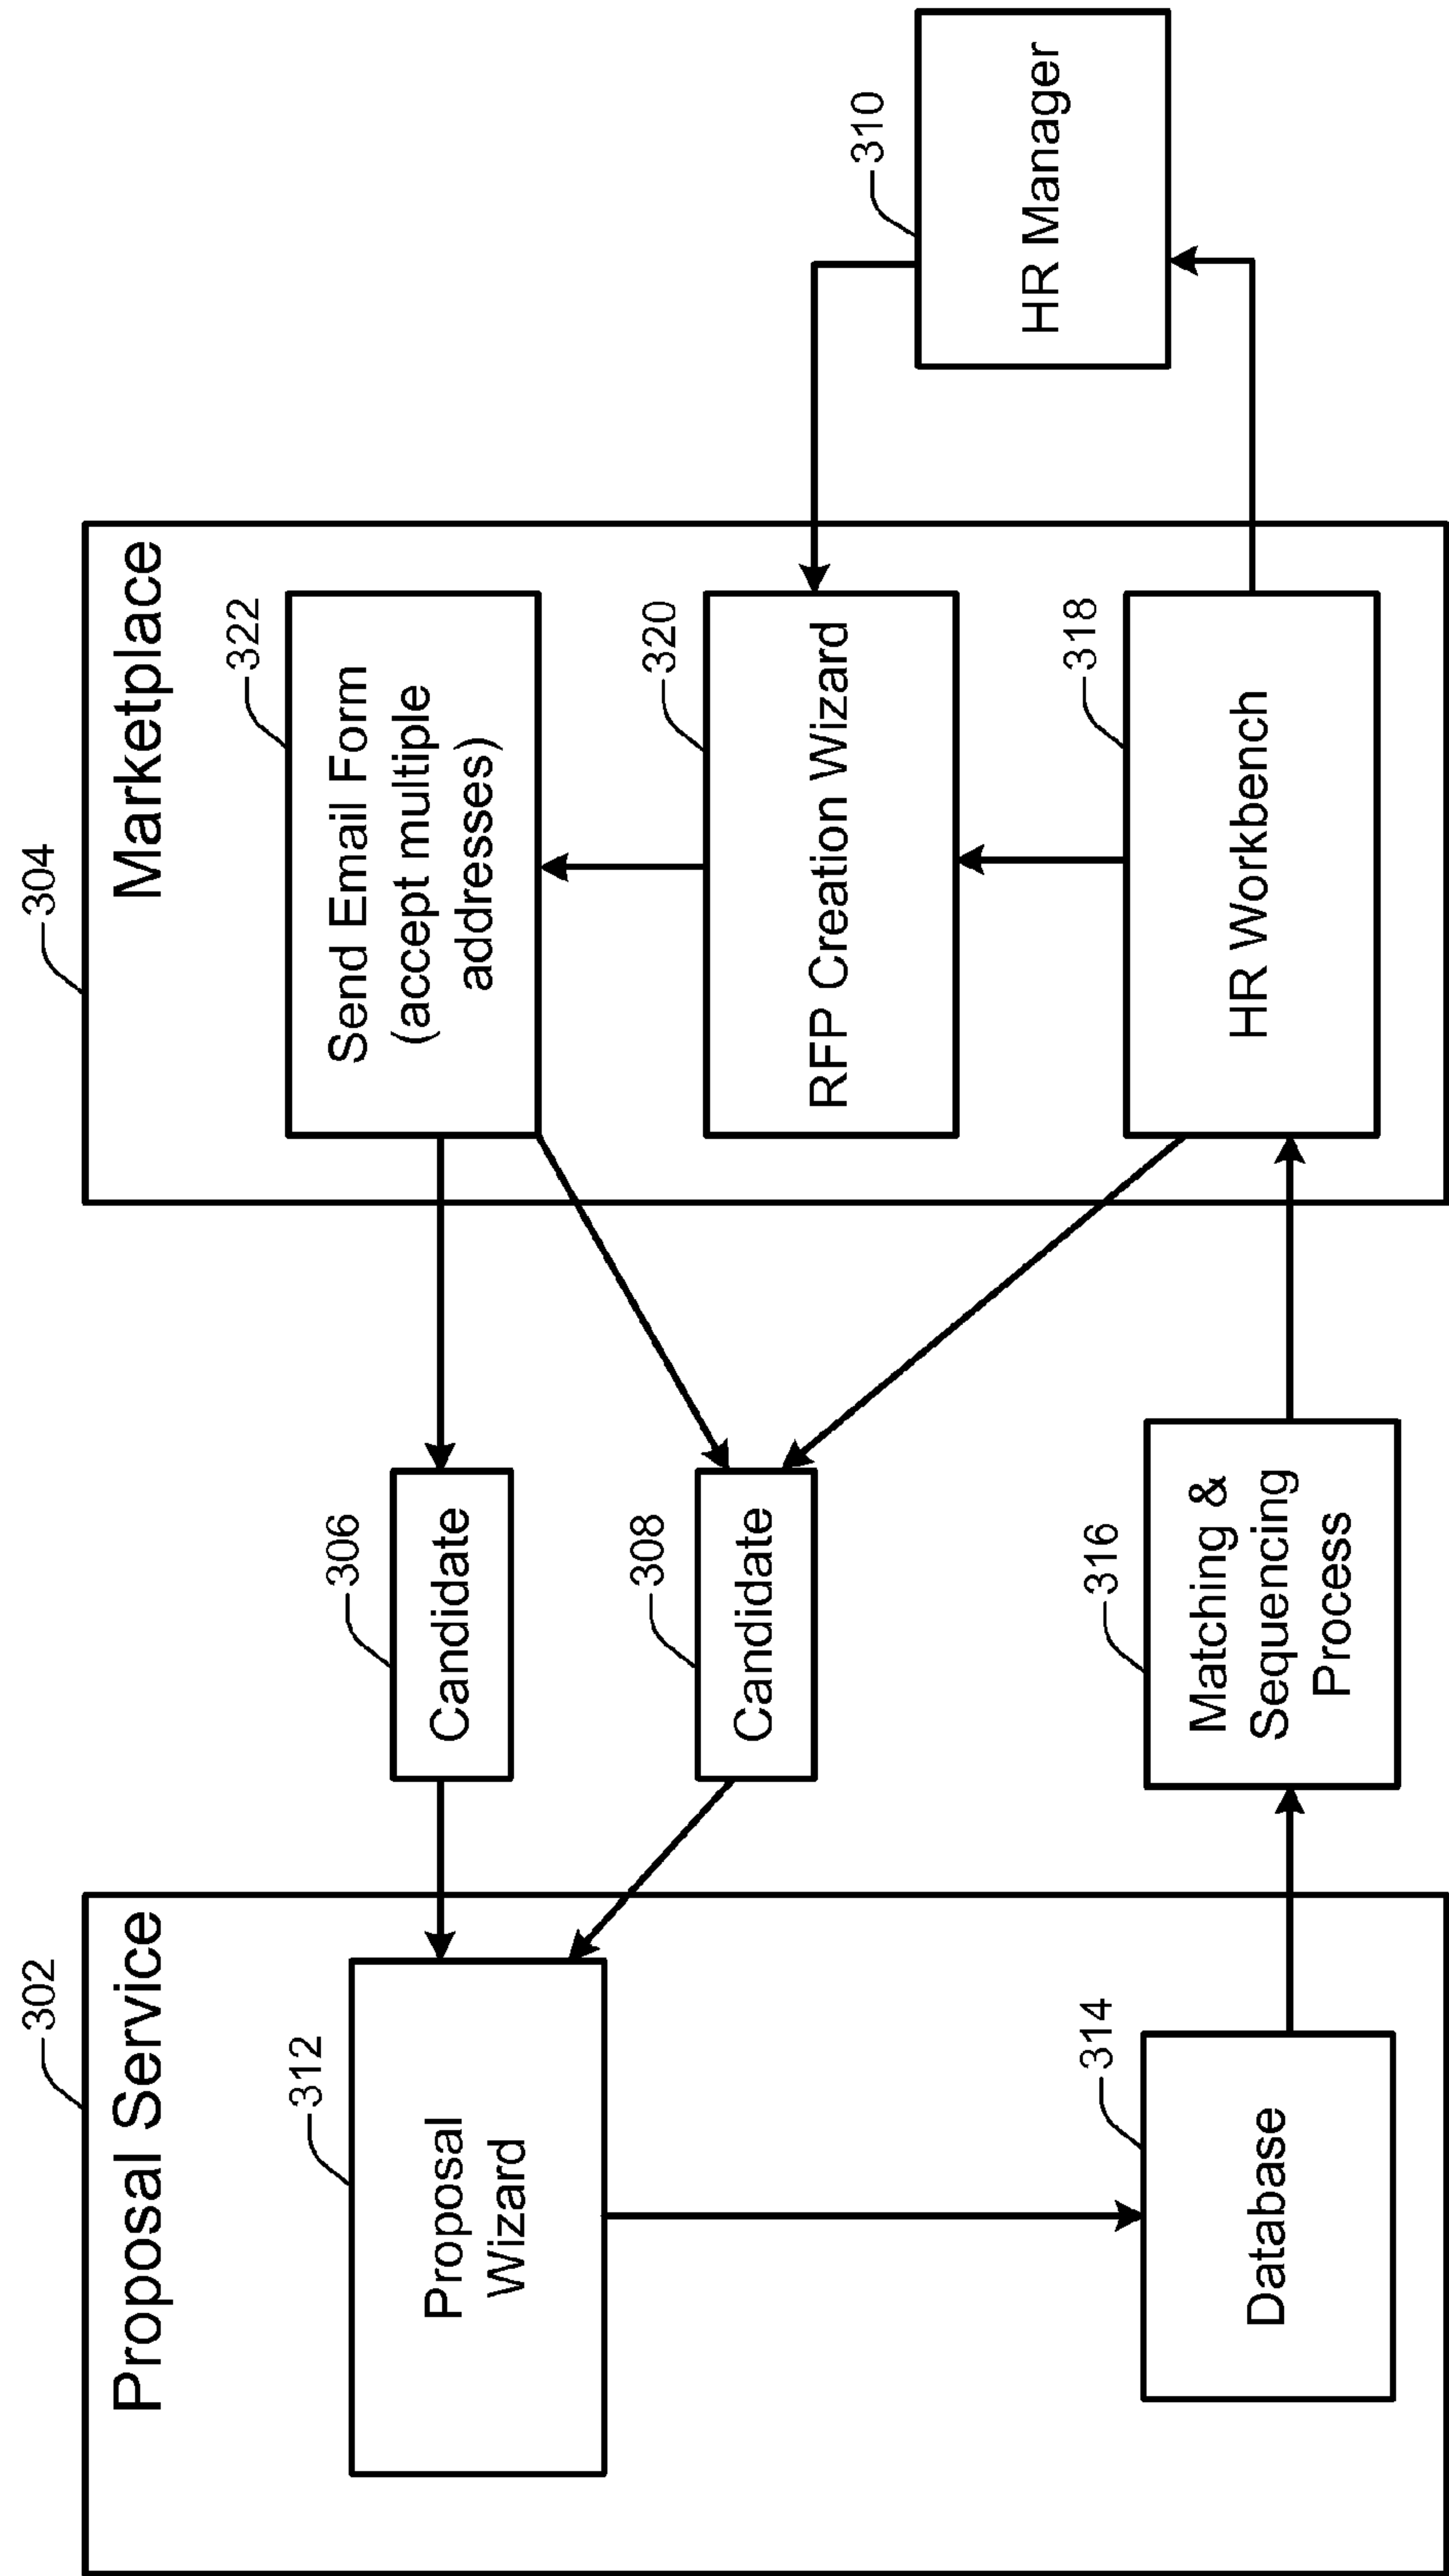 302
Proposal Service
312
Proposal
Wizard
314
Database
306
Candidate
308
Candidate
316
Matching &
Sequencing
Process
304
Marketplace
322
Send Email Form
(accept multiple
addresses)
320
RFP Creation Wizard
318
HR Workbench
310
HR Manager